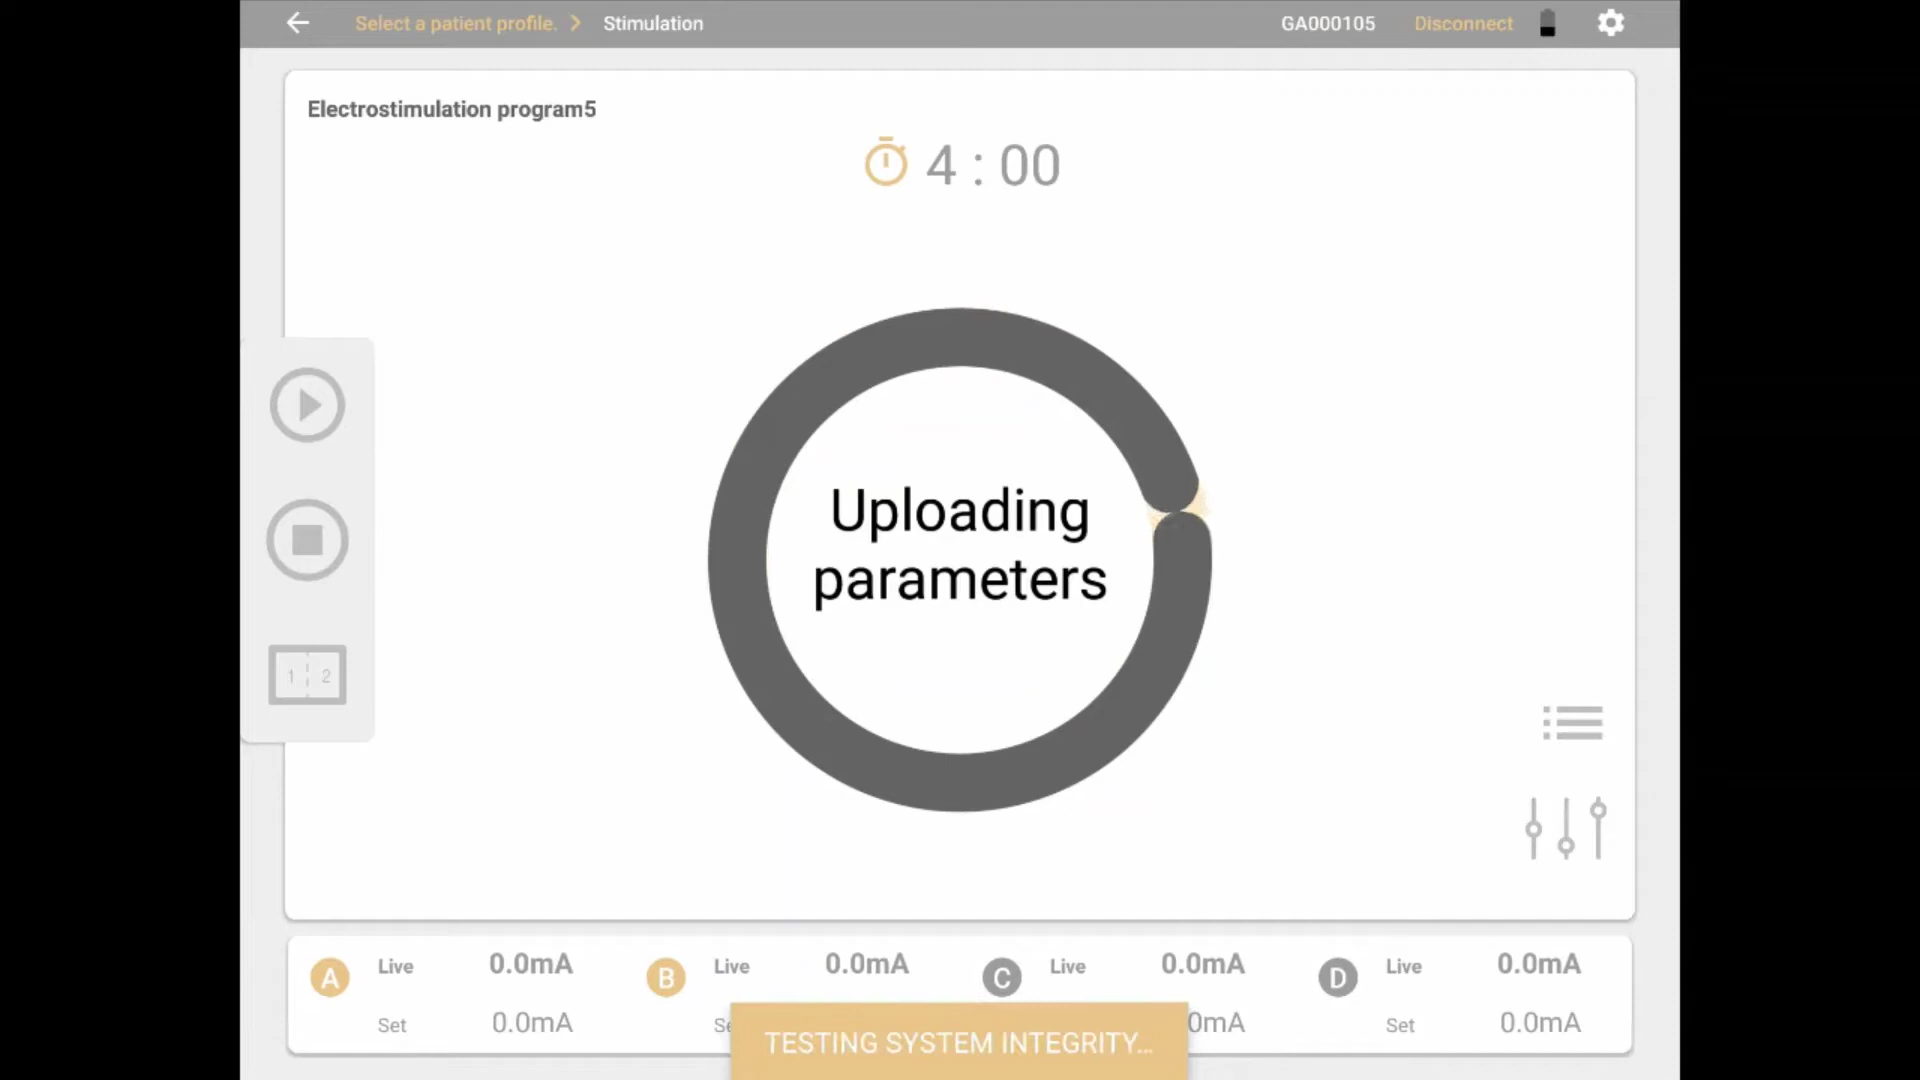 Select a patient profile. > Stimulation
GA000105 Disconnect
Electrostimulation program5
4 : 00
Uploading
parameters
1 2
A Live 0.0mA B Live 0.0mA C Live 0.0mA D Live 0.0mA
Set 0.0mA Set 0.0mA
TESTING SYSTEM INTEGRITY...